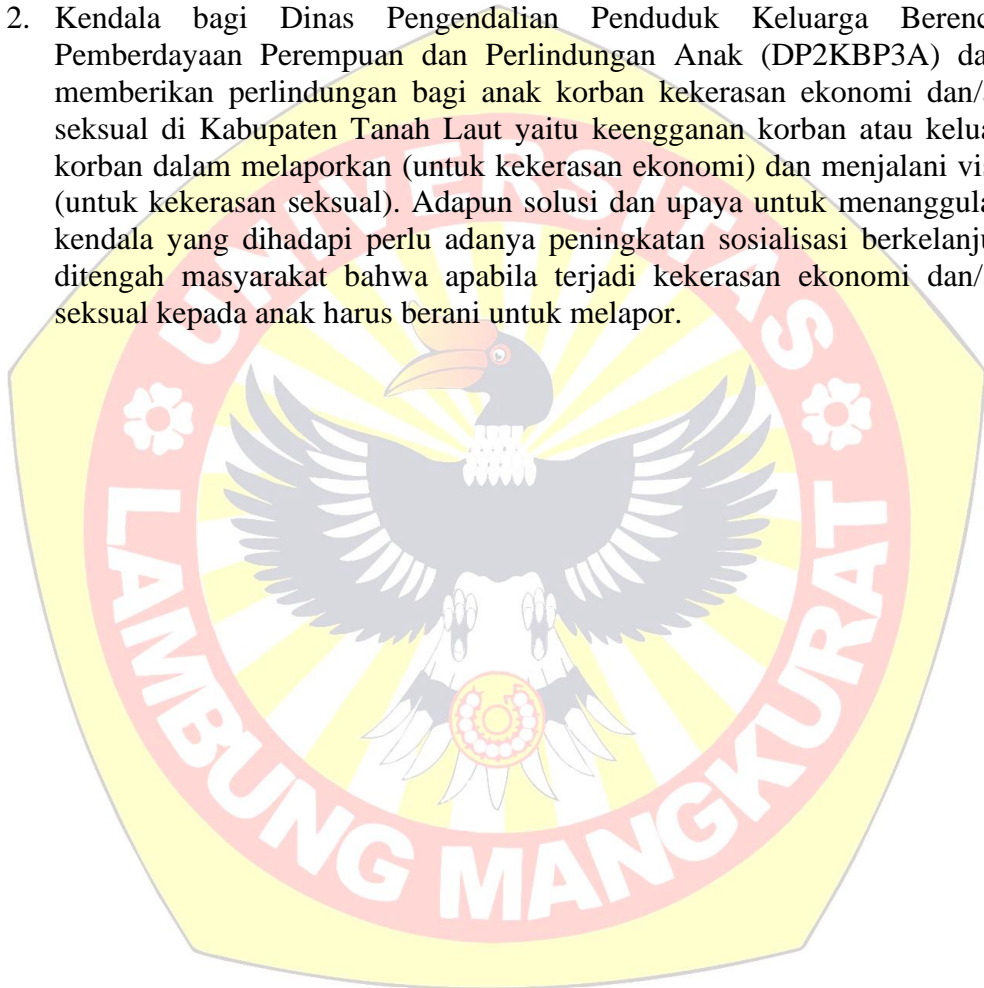 2. Kendala bagi Dinas Pengendalian Penduduk Keluarga Berenc
Pemberdayaan Perempuan dan Perlindungan Anak (DP2KBP3A) da
memberikan perlindungan bagi anak korban kekerasan ekonomi dan/
seksual di Kabupaten Tanah Laut yaitu keengganan korban atau kelua
korban dalam melaporkan (untuk kekerasan ekonomi) dan menjalani vis
(untuk kekerasan seksual). Adapun solusi dan upaya untuk menanggula
kendala yang dihadapi perlu adanya peningkatan sosialisasi berkelanju
ditengah masyarakat bahwa apabila terjadi kekerasan ekonomi dan/
seksual kepada anak harus berani untuk melapor.
UNIVERSITAS
LAMBUNG MANGKURAT